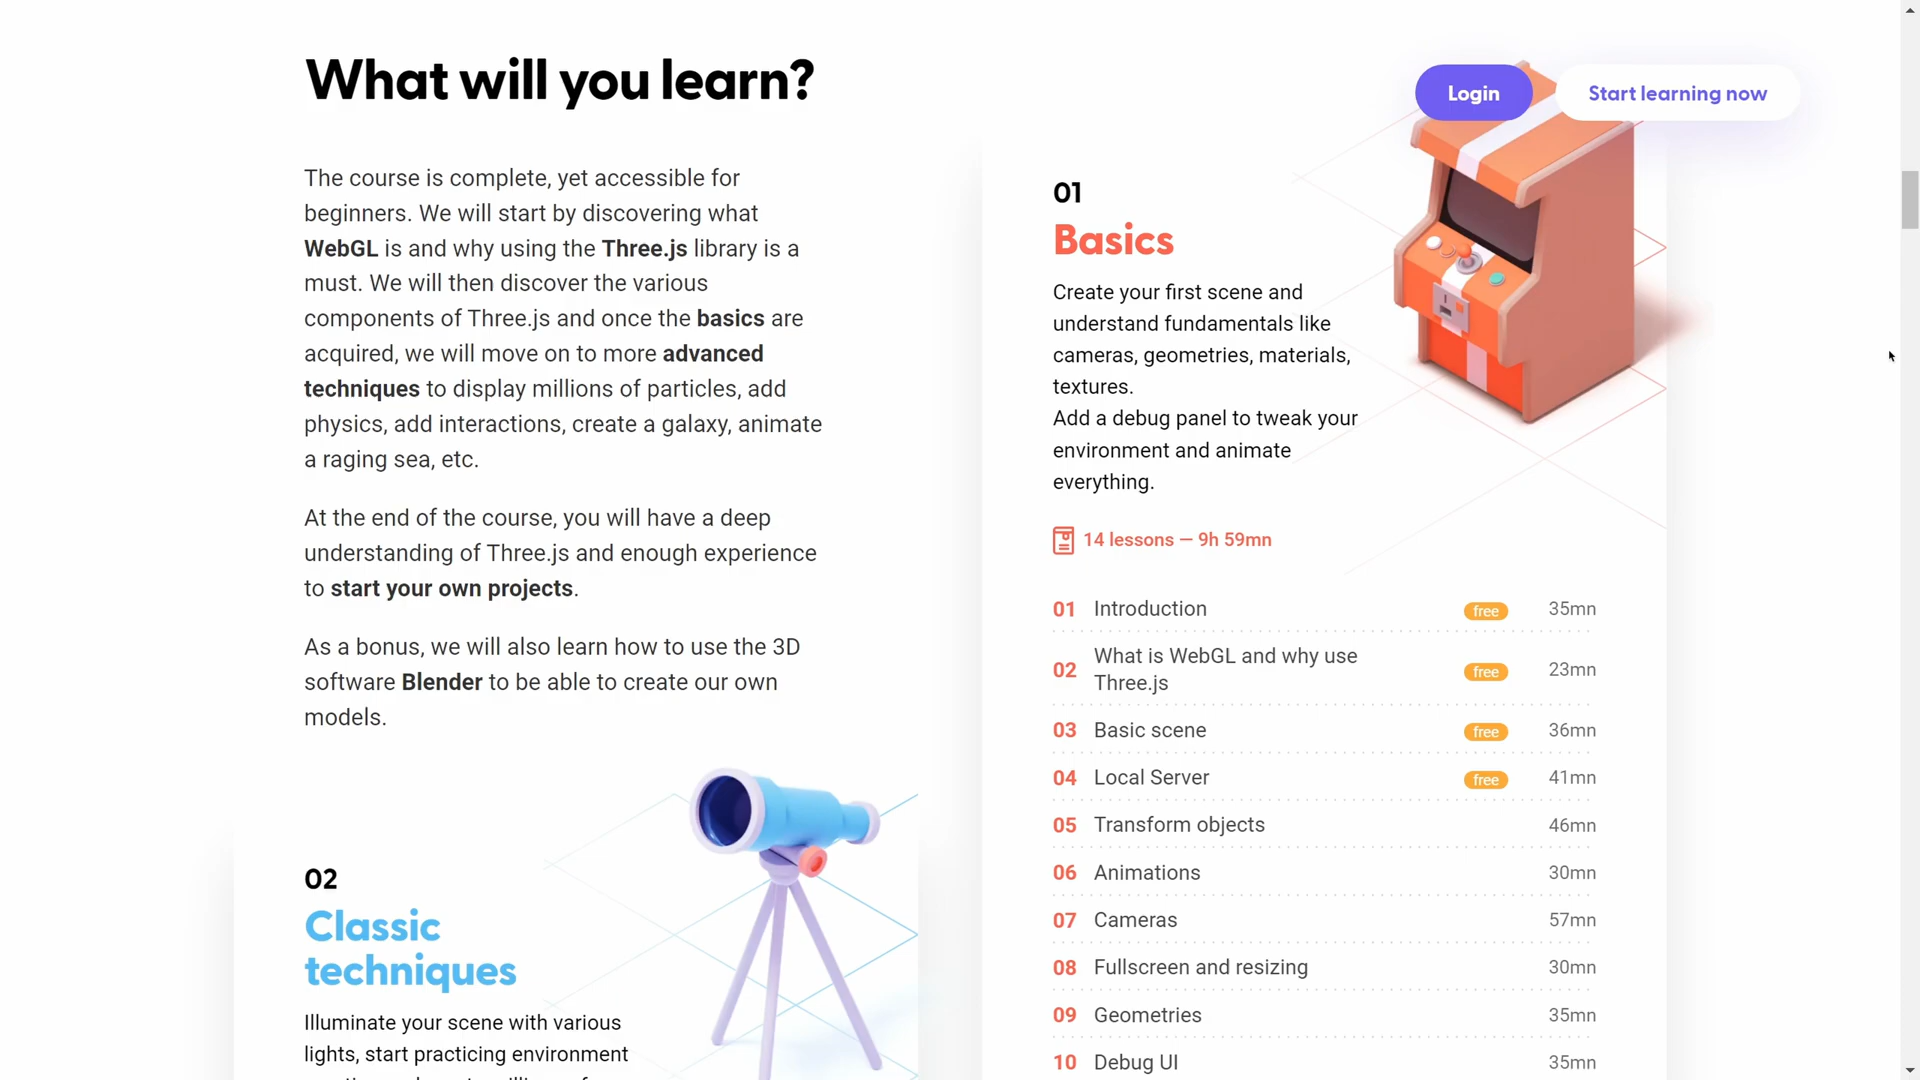 What will you learn?
Login
Start learning now
The course is complete, yet accessible for
beginners. We will start by discovering what
WebGL is and why using the Three.js library is a
must. We will then discover the various
components of Three.js and once the basics are
acquired, we will move on to more advanced
techniques to display millions of particles, add
physics, add interactions, create a galaxy, animate
a raging sea, etc.
At the end of the course, you will have a deep
understanding of Three.js and enough experience
to start your own projects.
As a bonus, we will also learn how to use the 3D
software Blender to be able to create our own
models.
02
Classic
techniques
Illuminate your scene with various
lights, start practicing environment
01
Basics
Create your first scene and
understand fundamentals like
cameras, geometries, materials,
textures.
Add a debug panel to tweak your
environment and animate
everything.
14 lessons — 9h 59mn
01 Introduction free 35mn
02 What is WebGL and why use
Three.js free 23mn
03 Basic scene free 36mn
04 Local Server free 41mn
05 Transform objects 46mn
06 Animations 30mn
07 Cameras 57mn
08 Fullscreen and resizing 30mn
09 Geometries 35mn
10 Debug UI 35mn